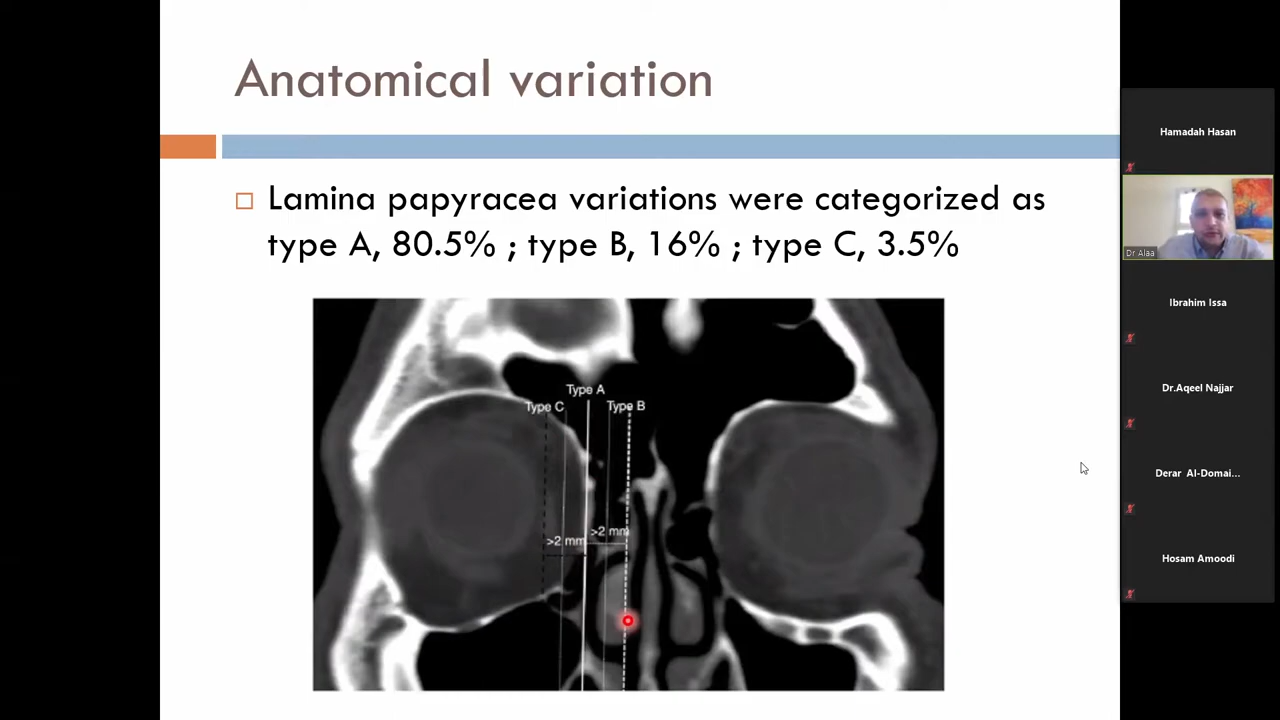 Anatomical variation
Lamina papyracea variations were categorized as
type A, 80.5% ; type B, 16% ; type C, 3.5%
Type A
Type C
Type B
>2 mm
>2 mm
Hamadah Hasan
Dr Alaa
Ibrahim Issa
Dr.Aqeel Najjar
Derar Al-Domai...
Hosam Amoodi